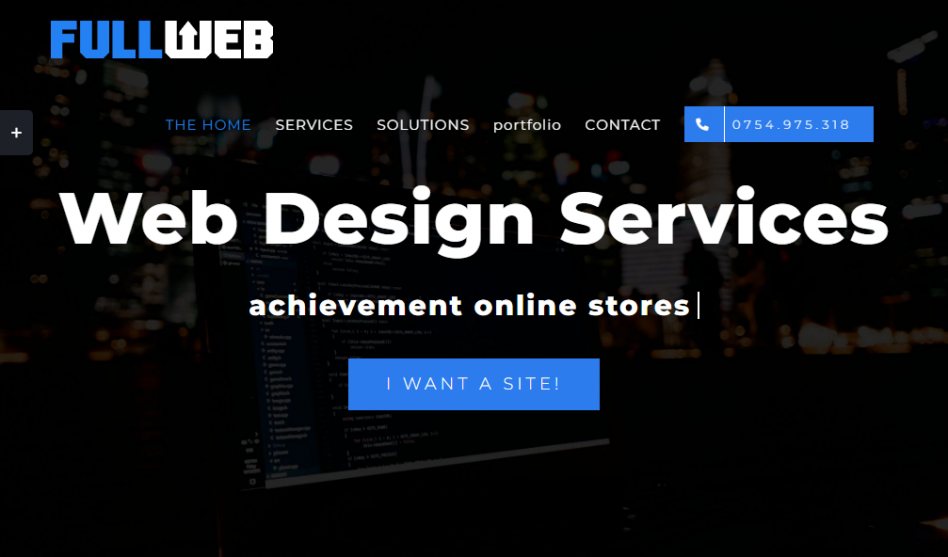 FULLWEB
+
THE HOME SERVICES SOLUTIONS portfolio CONTACT 0754.975.318
Web Design Services
achievement online stores
I WANT A SITE!